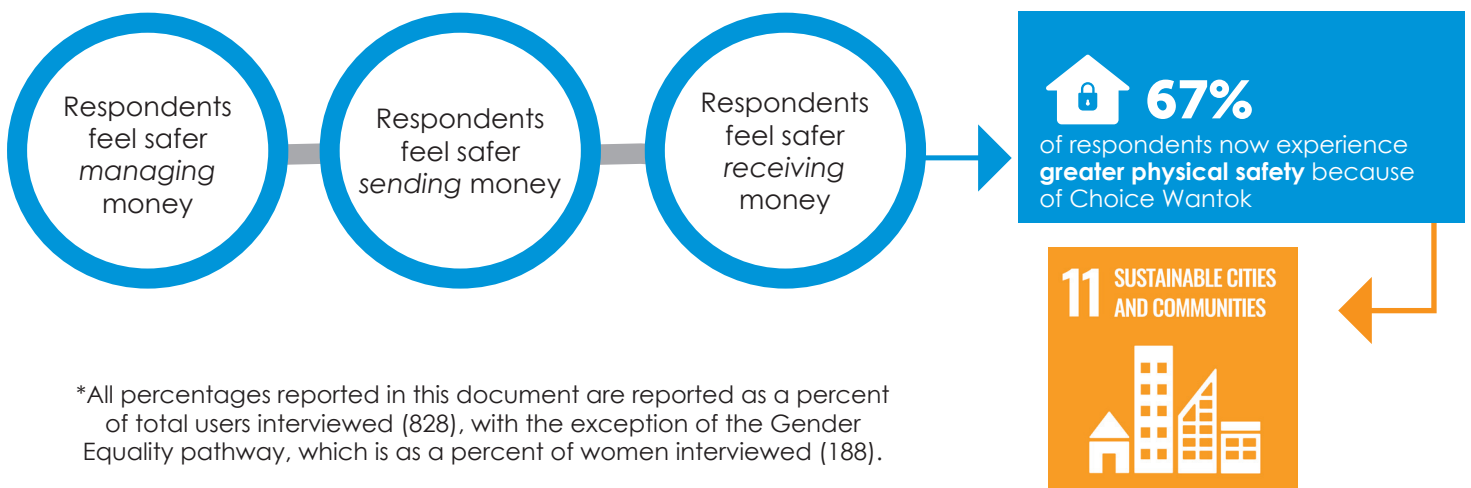 Respondents
feel safer
managing
money
Respondents
feel safer
sending money
Respondents
feel safer
receiving
money
67%
of respondents now experience
greater physical safety because
of Choice Wantok
11 SUSTAINABLE CITIES
AND COMMUNITIES
*All percentages reported in this document are reported as a percent
of total users interviewed (828), with the exception of the Gender
Equality pathway, which is as a percent of women interviewed (188).